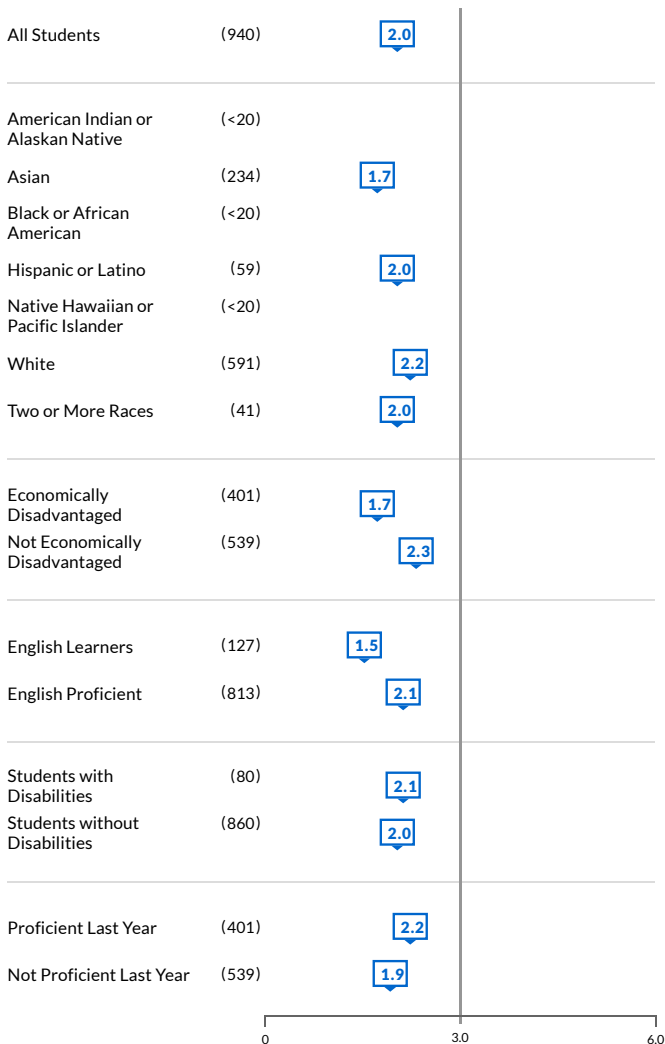 All Students (940) 2.0
American Indian or (<20)
Alaskan Native
Asian (234) 1.7
Black or African (<20)
American
Hispanic or Latino (59) 2.0
Native Hawaiian or (<20)
Pacific Islander
White (591) 2.2
Two or More Races (41) 2.0
Economically (401) 1.7
Disadvantaged
Not Economically (539) 2.3
Disadvantaged
English Learners (127) 1.5
English Proficient (813) 2.1
Students with (80) 2.1
Disabilities
Students without (860) 2.0
Disabilities
Proficient Last Year (401) 2.2
Not Proficient Last Year (539) 1.9
0 3.0 6.0